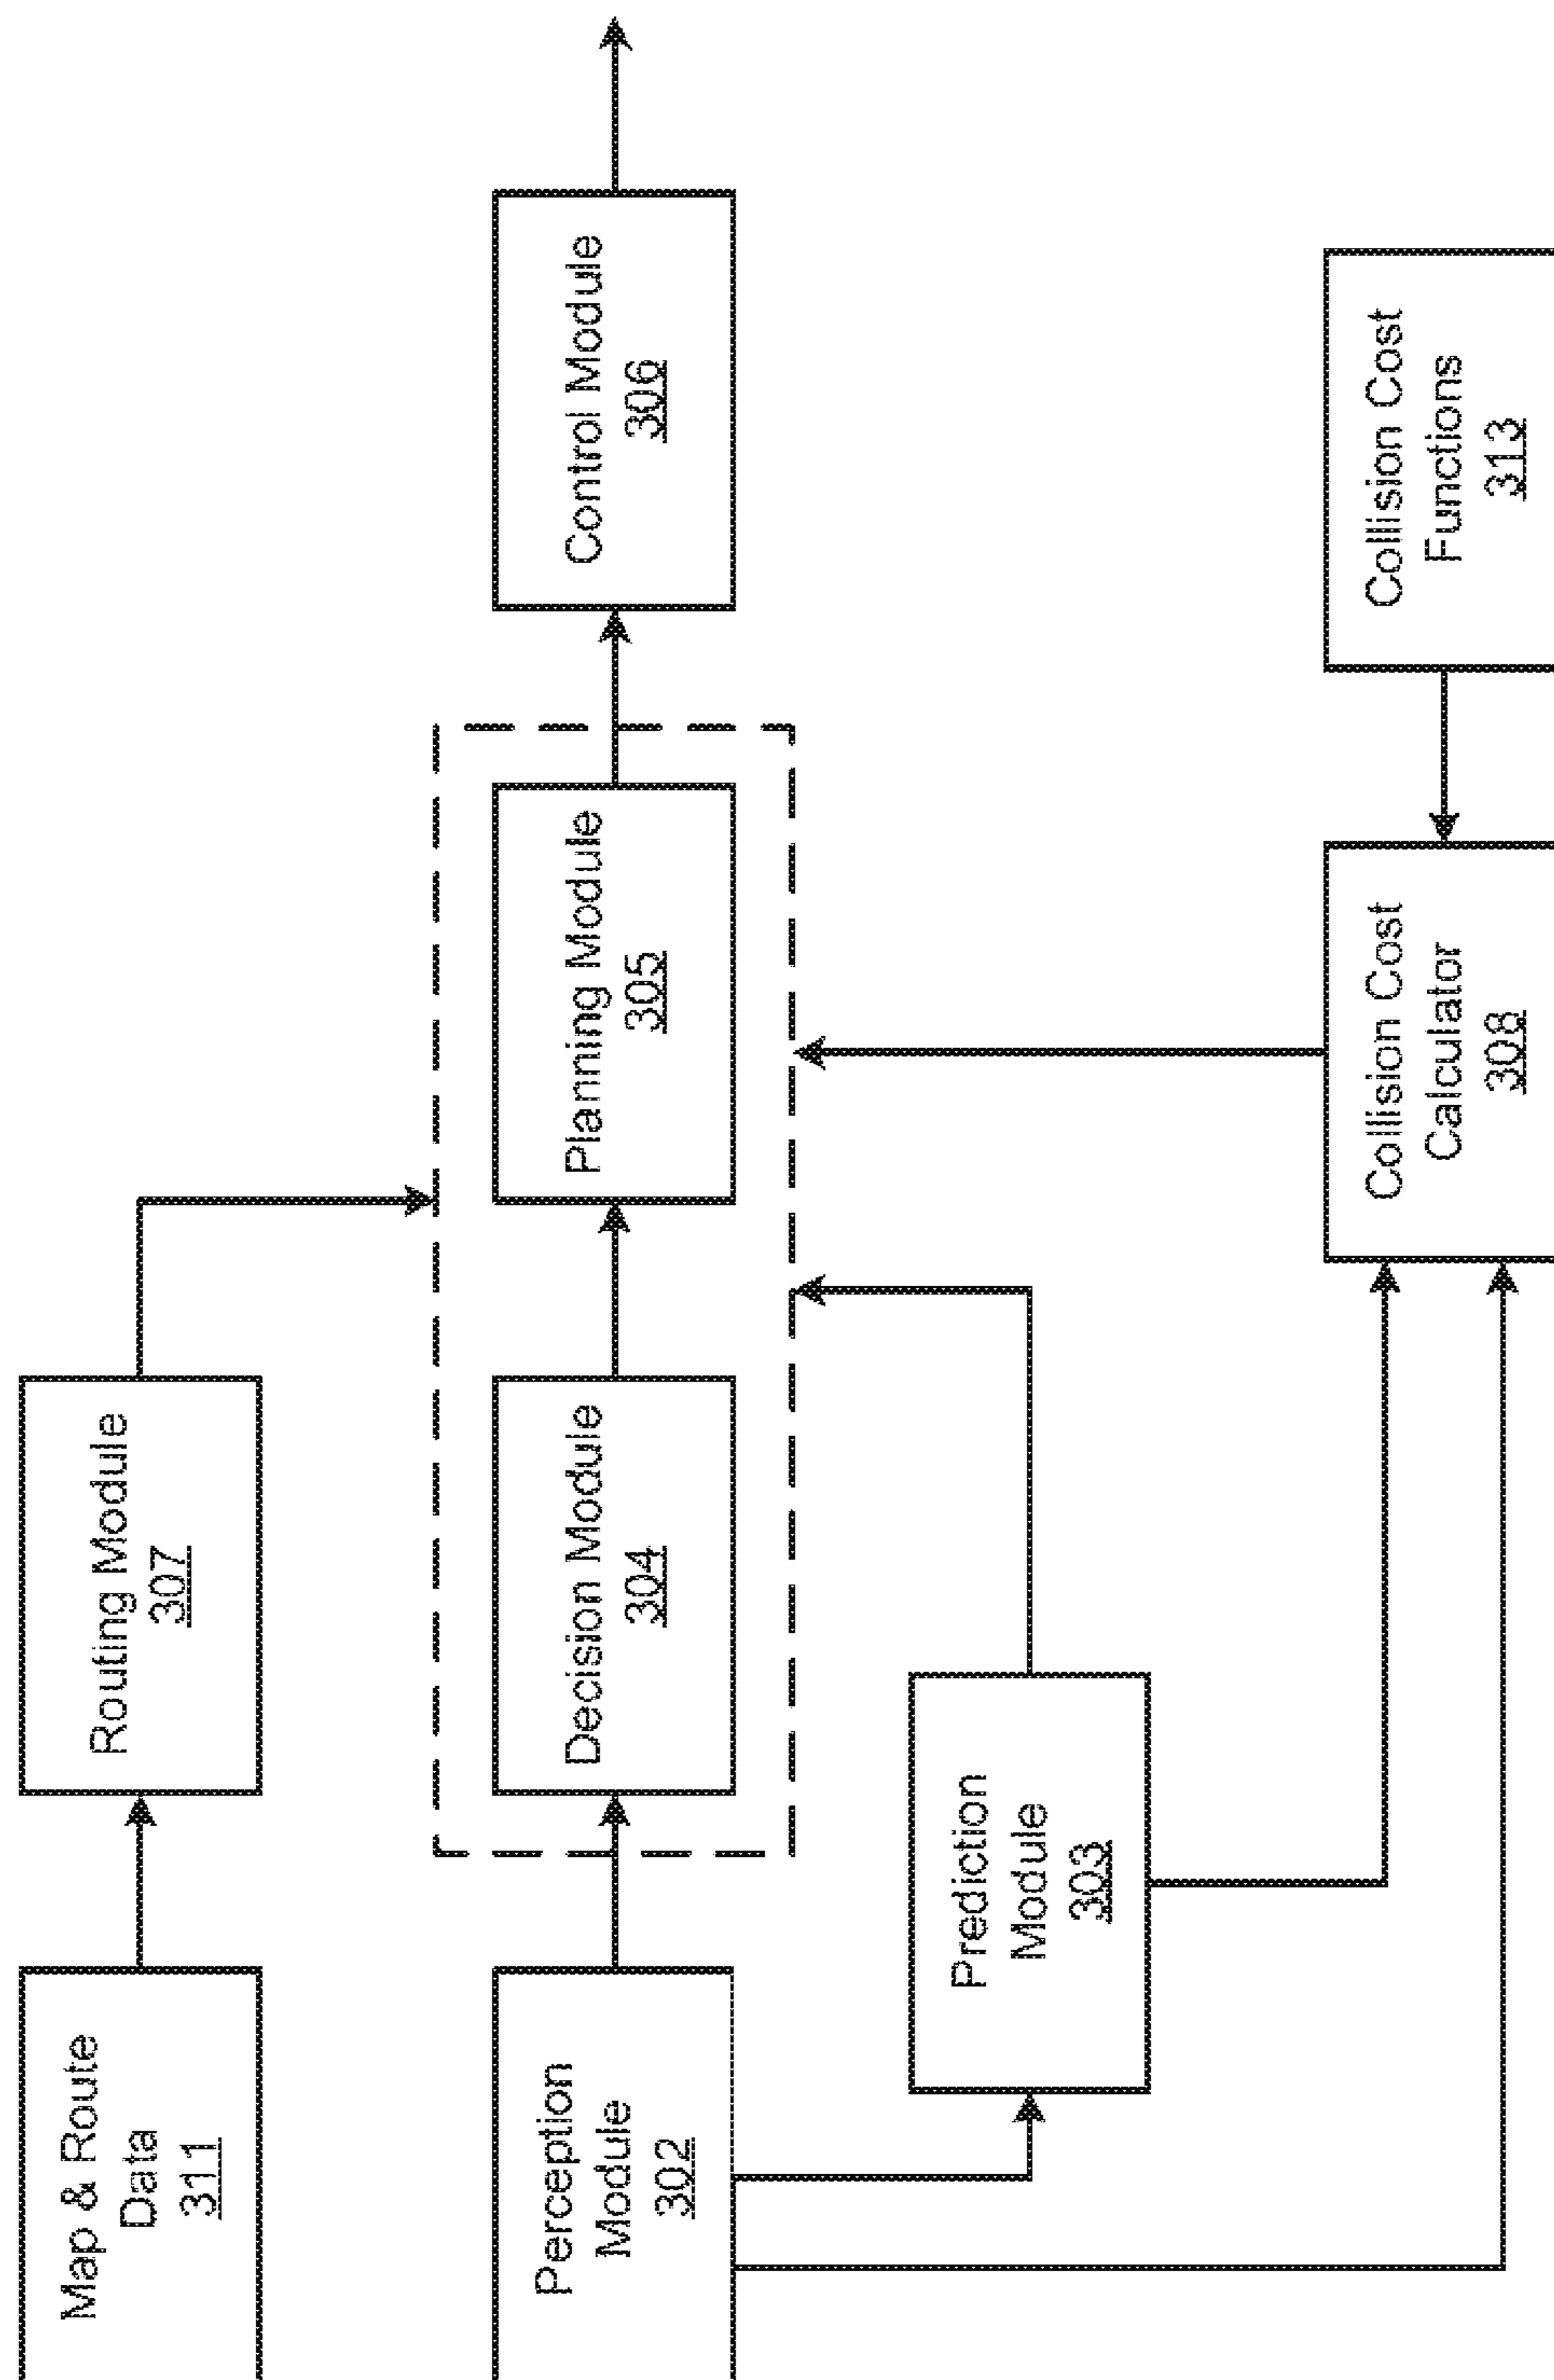 Map & Route
Data
311
Routing Module
307
Perception
Module
302
Decision Module
304
Planning Module
305
Control Module
306
Prediction
Module
303
Collision Cost
Calculator
308
Collision Cost
Functions
313